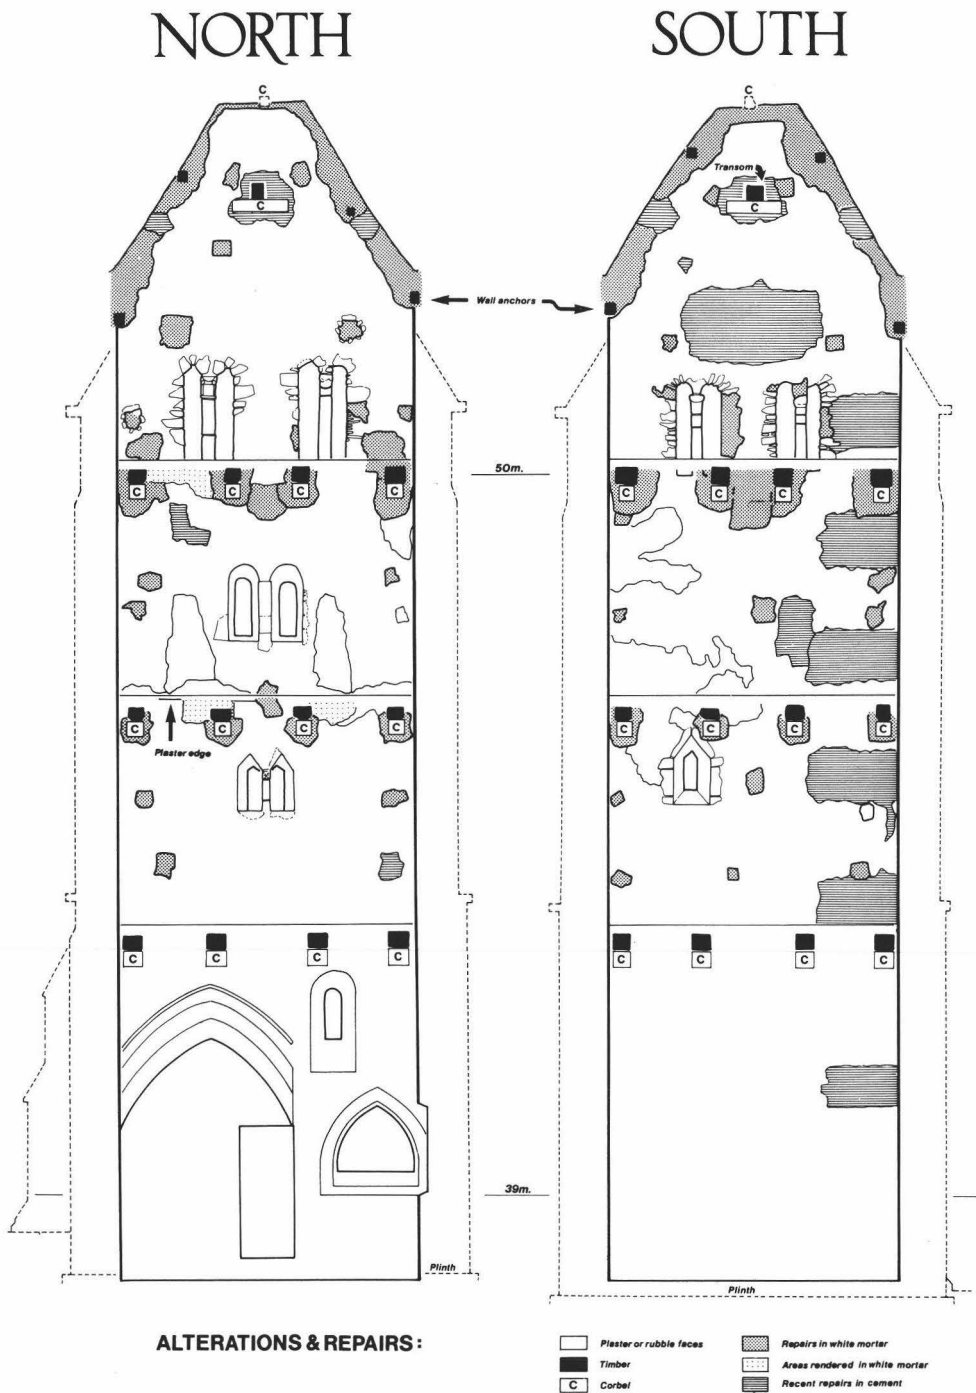 NORTH SOUTH
C C
Transom
C C
Wall anchors
50m.
C C C C C C C C
C C C C C C C C
Plaster edge
C C C C C C C C
39m.
Plinth
Plinth
ALTERATIONS & REPAIRS:
Plaster or rubble faces Repairs in white mortar
Timber Areas rendered in white mortar
C Corbel Recent repairs in cement